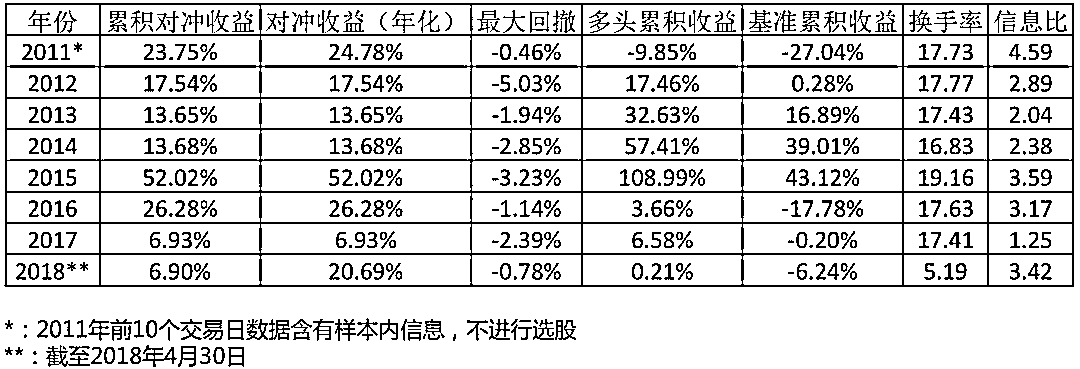 年份 累积对冲收益 对冲收益（年化） 最大回撤 多头累积收益 基准累积收益 换手率 信息比
2011* 23.75% 24.78% -0.46% -9.85% -27.04% 17.73 4.59
2012 17.54% 17.54% -5.03% 17.46% 0.28% 17.77 2.89
2013 13.65% 13.65% -1.94% 32.63% 16.89% 17.43 2.04
2014 13.68% 13.68% -2.85% 57.41% 39.01% 16.83 2.38
2015 52.02% 52.02% -3.23% 108.99% 43.12% 19.16 3.59
2016 26.28% 26.28% -1.14% 3.66% -17.78% 17.63 3.17
2017 6.93% 6.93% -2.39% 6.58% -0.20% 17.41 1.25
2018** 6.90% 20.69% -0.78% 0.21% -6.24% 5.19 3.42
*：2011年前10个交易日数据含有样本内信息，不进行选股
**：截至2018年4月30日